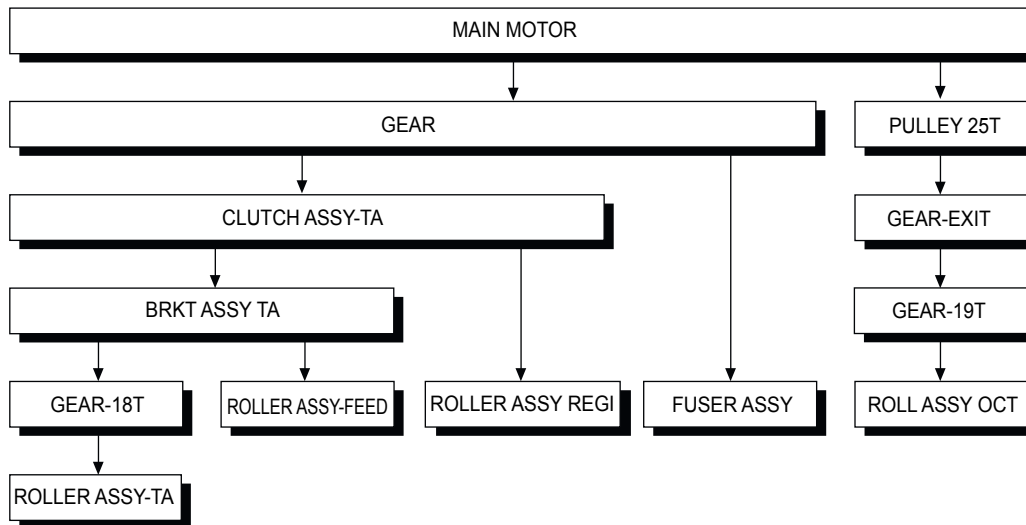 MAIN MOTOR
GEAR
PULLEY 25T
CLUTCH ASSY-TA
GEAR-EXIT
BRKT ASSY TA
GEAR-19T
GEAR-18T
ROLLER ASSY-FEED
ROLLER ASSY REGI
FUSER ASSY
ROLL ASSY OCT
ROLLER ASSY-TA